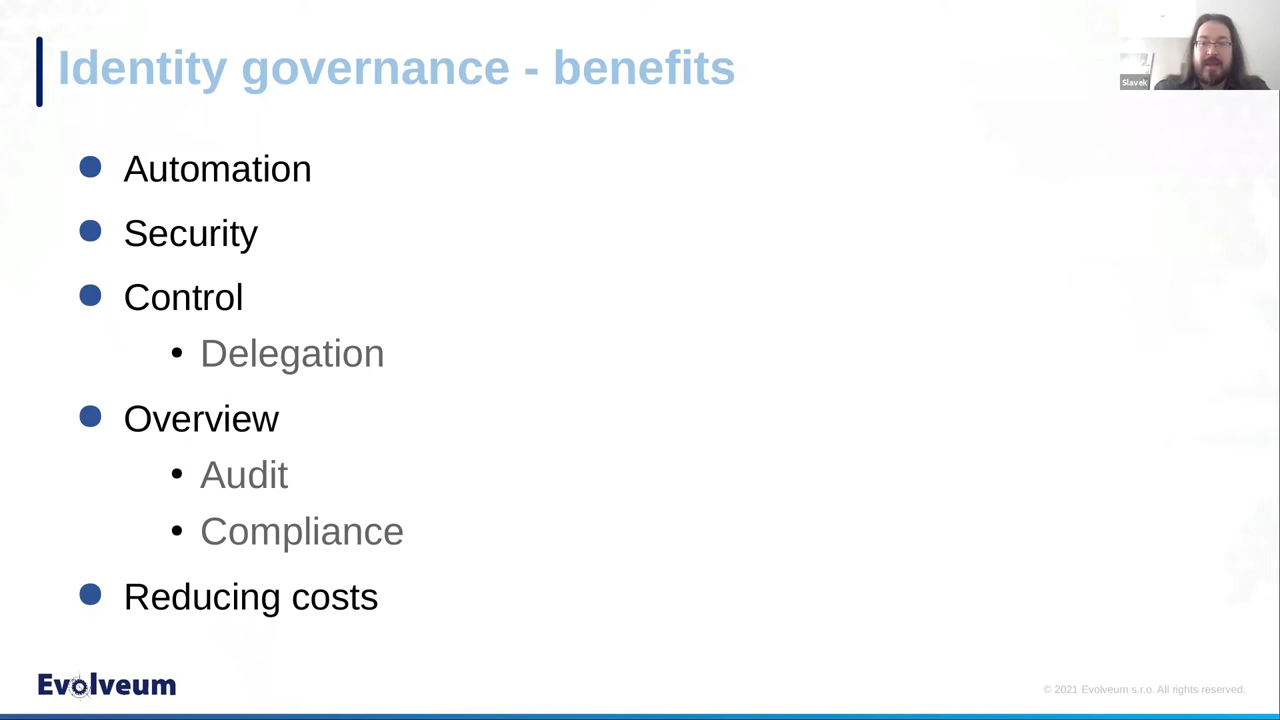 Identity governance - benefits
Slavek
Automation
Security
Control
Delegation
Overview
Audit
Compliance
Reducing costs
Evolveum
© 2021 Evolveum s.r.o. All rights reserved.